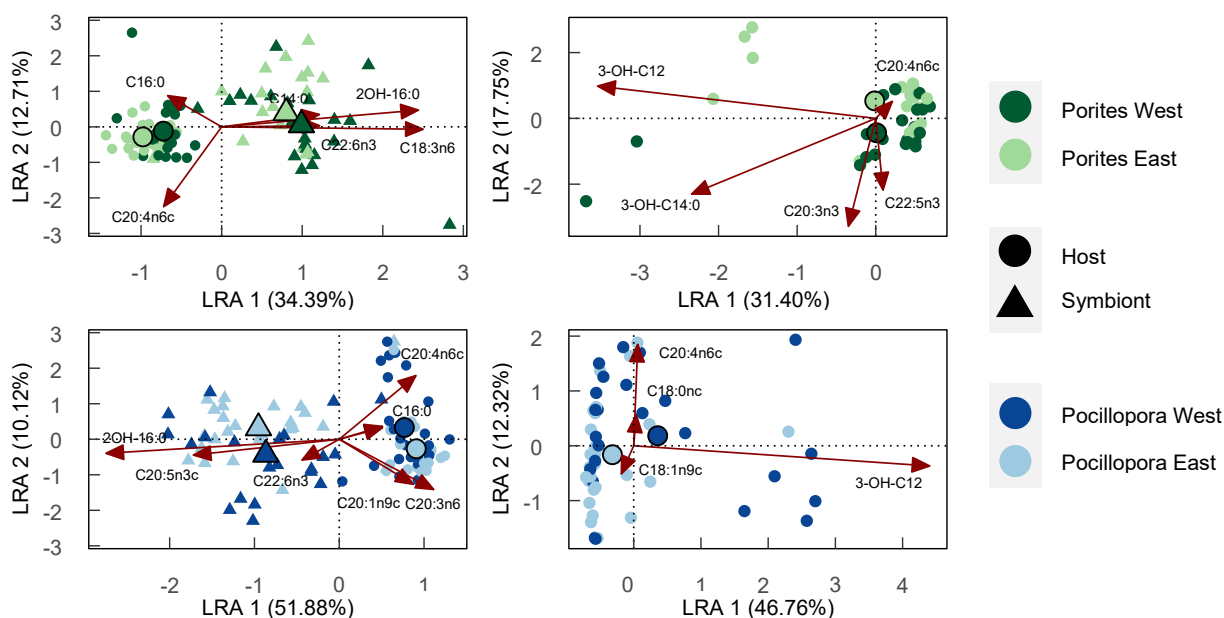 3
2
1
0
-1
-2
-3
LRA 2 (12.71%)
C16:0
C14:0
2OH-16:0
C22:6n3
C18:3n6
C20:4n6c
-1
0
1
2
3
LRA 1 (34.39%)
2
0
-2
LRA 2 (17.75%)
3-OH-C12
C20:4n6c
3-OH-C14:0
C20:3n3
C22:5n3
-3
-2
-1
0
LRA 1 (31.40%)
Porites West
Porites East
Host
Symbiont
3
2
1
0
-1
-2
-3
LRA 2 (10.12%)
C20:4n6c
C16:0
2OH-16:0
C20:5n3c
C22:6n3
C20:1n9c
C20:3n6
-2
-1
0
1
LRA 1 (51.88%)
2
1
0
-1
LRA 2 (12.32%)
C20:4n6c
C18:0nc
C18:1n9c
3-OH-C12
0
1
2
3
4
LRA 1 (46.76%)
Pocillopora West
Pocillopora East